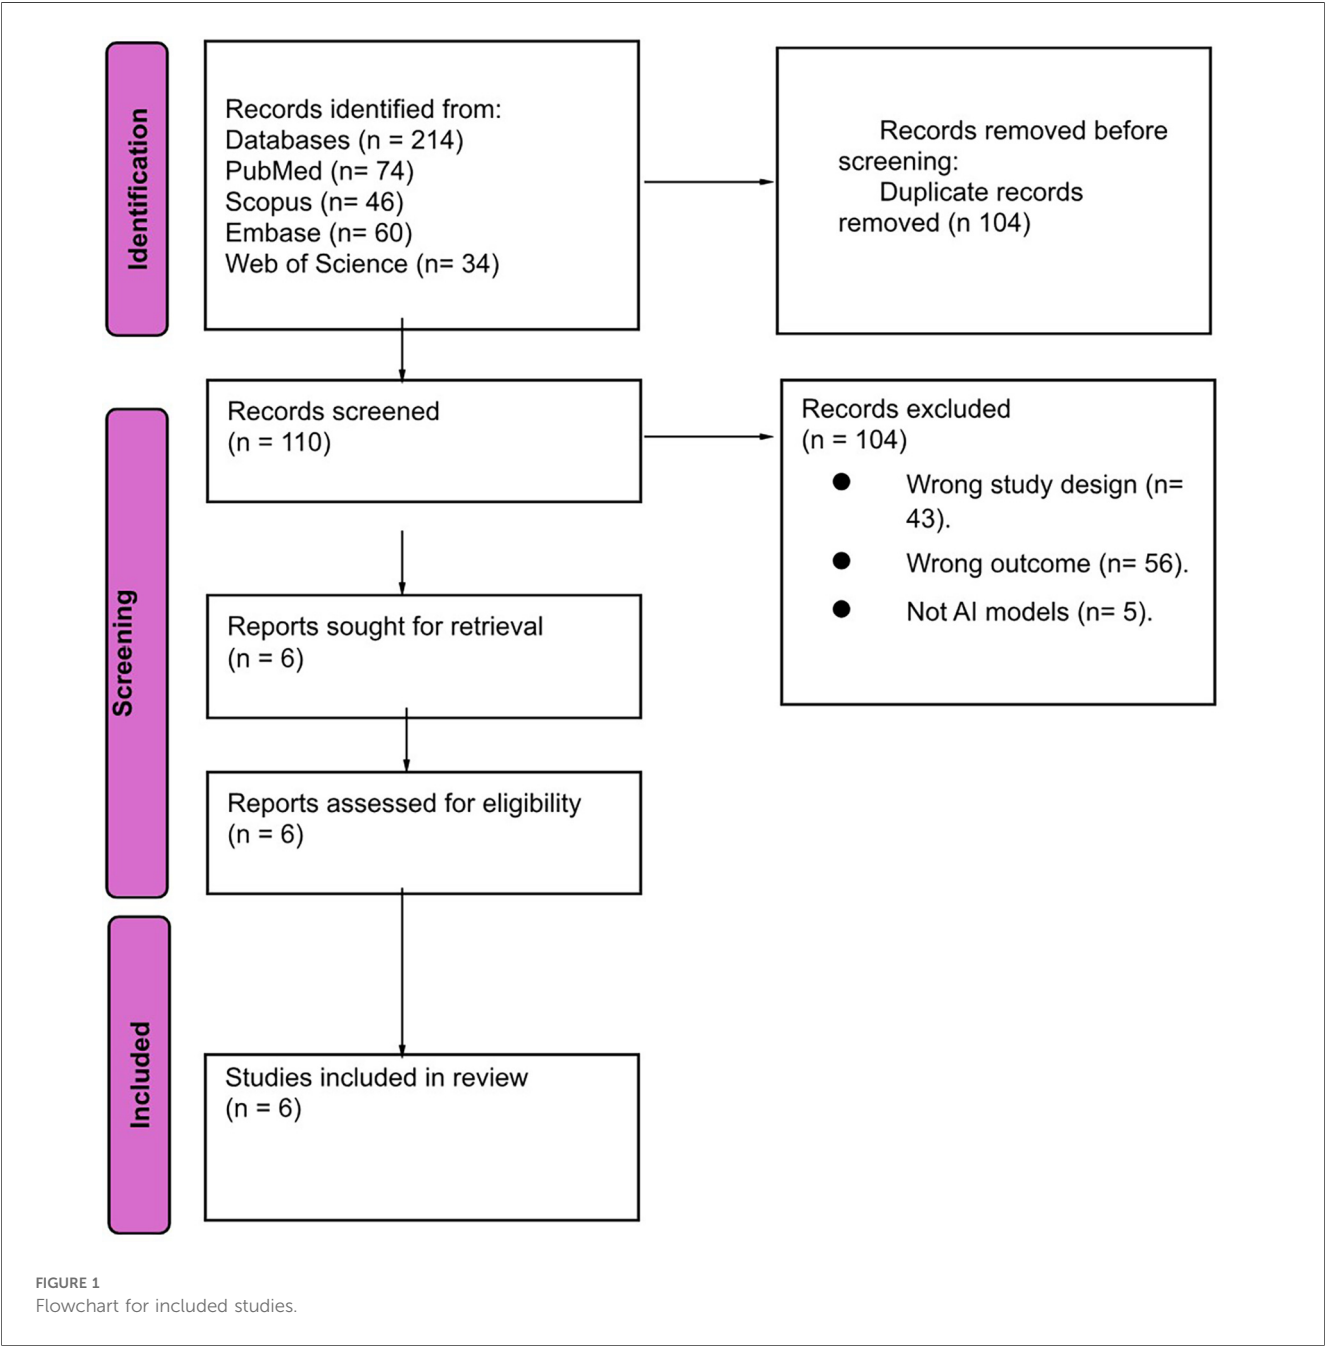 Identification
Records identified from:
Databases (n = 214)
PubMed (n= 74)
Scopus (n= 46)
Embase (n= 60)
Web of Science (n= 34)
Records removed before
screening:
Duplicate records
removed (n 104)
Screening
Records screened
(n = 110)
Records excluded
(n = 104)
● Wrong study design (n=
43).
● Wrong outcome (n= 56).
● Not AI models (n= 5).
Reports sought for retrieval
(n = 6)
Reports assessed for eligibility
(n = 6)
Included
Studies included in review
(n = 6)
FIGURE 1
Flowchart for included studies.